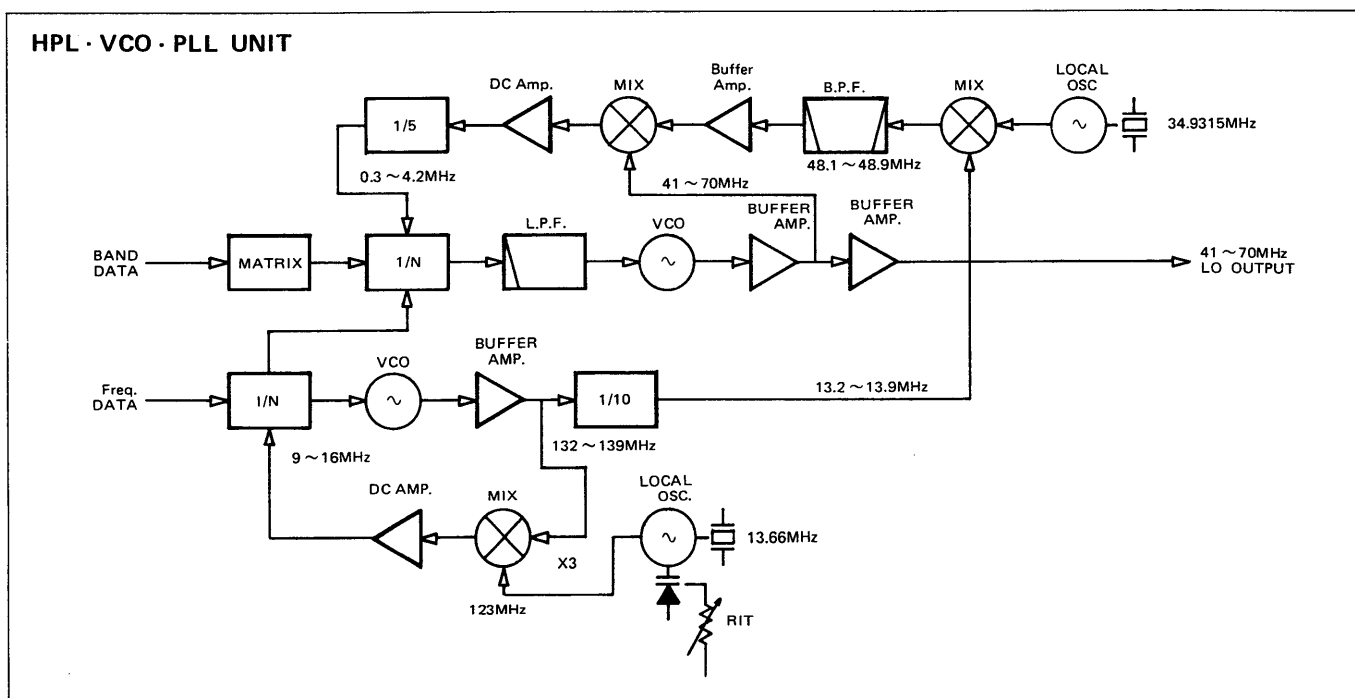 HPL · VCO · PLL UNIT
DC Amp.
MIX
Buffer
Amp.
B.P.F.
MIX
LOCAL
OSC
1/5
34.9315MHz
48.1 ~ 48.9MHz
0.3 ~ 4.2MHz
41 ~ 70MHz
BUFFER
AMP.
BUFFER
AMP.
L.P.F.
VCO
BAND
DATA
MATRIX
1/N
41 ~ 70MHz
LO OUTPUT
BUFFER
AMP.
VCO
Freq.
DATA
1/N
1/10
13.2 ~ 13.9MHz
9 ~ 16MHz
132 ~ 139MHz
DC AMP.
MIX
LOCAL
OSC.
13.66MHz
X3
123MHz
RIT